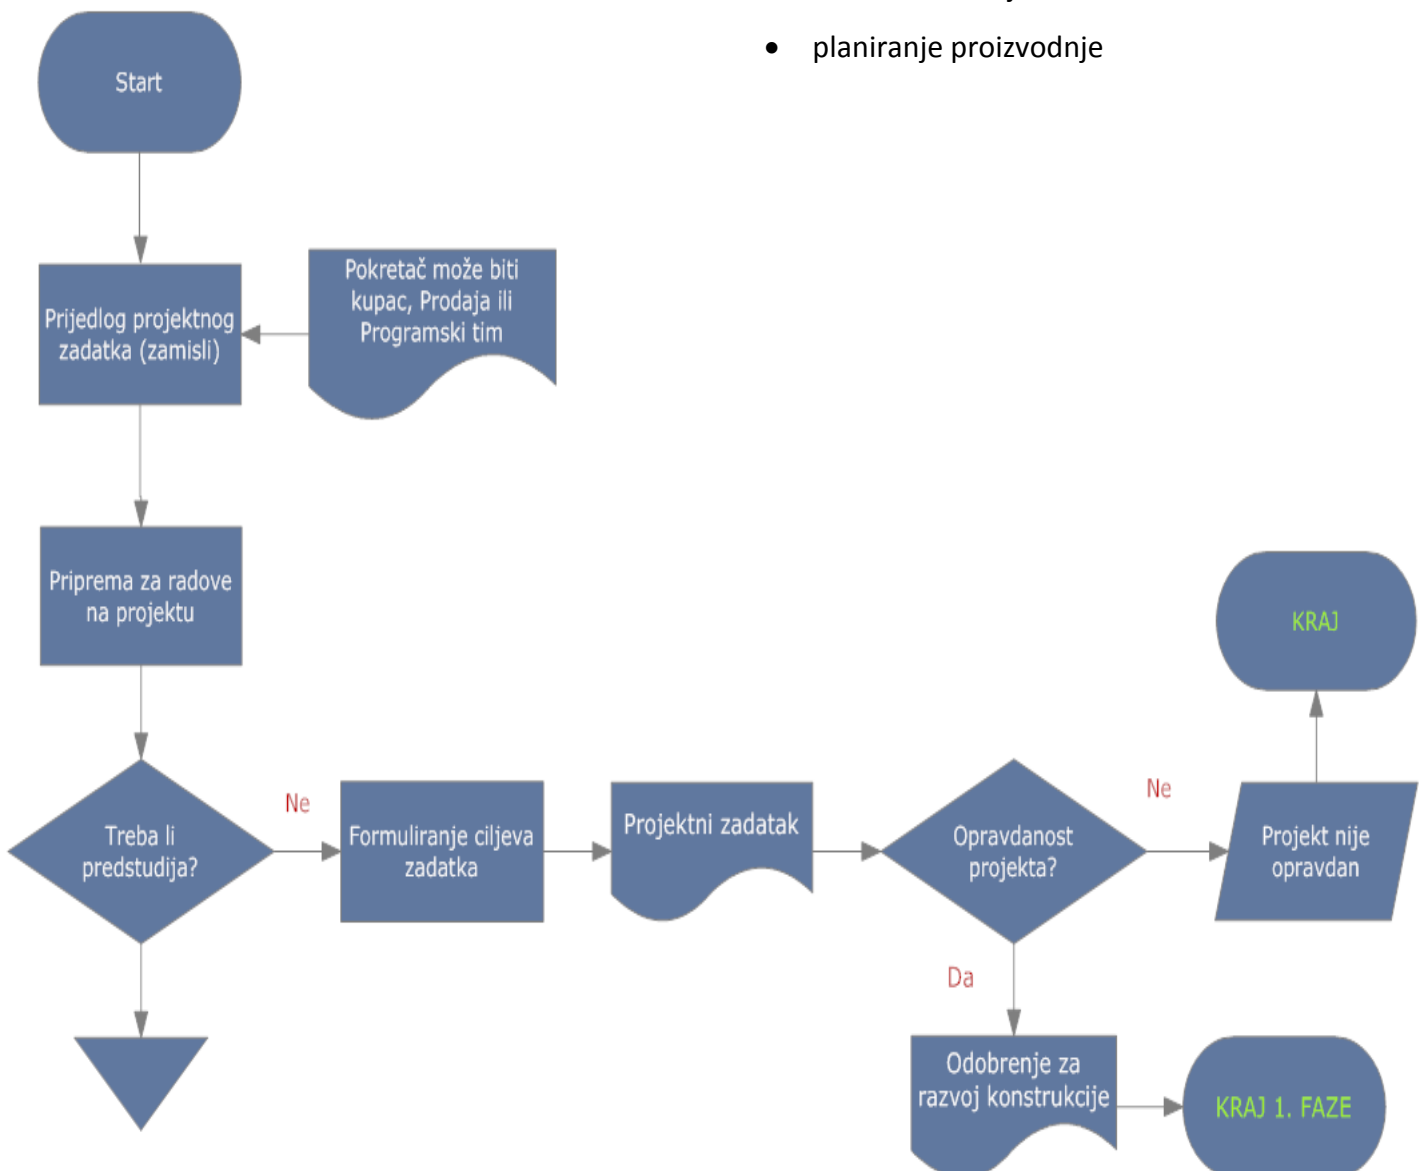 • planiranje proizvodnje
Start
Prijedlog projektnog
zadatka (zamisli)
Pokretač može biti
kupac, Prodaja ili
Programski tim
Priprema za radove
na projektu
KRAJ
Treba li
predstudija?
Ne
Formuliranje ciljeva
zadatka
Projektni zadatak
Opravdanost
projekta?
Ne
Projekt nije
opravdan
Da
Odobrenje za
razvoj konstrukcije
KRAJ 1. FAZE